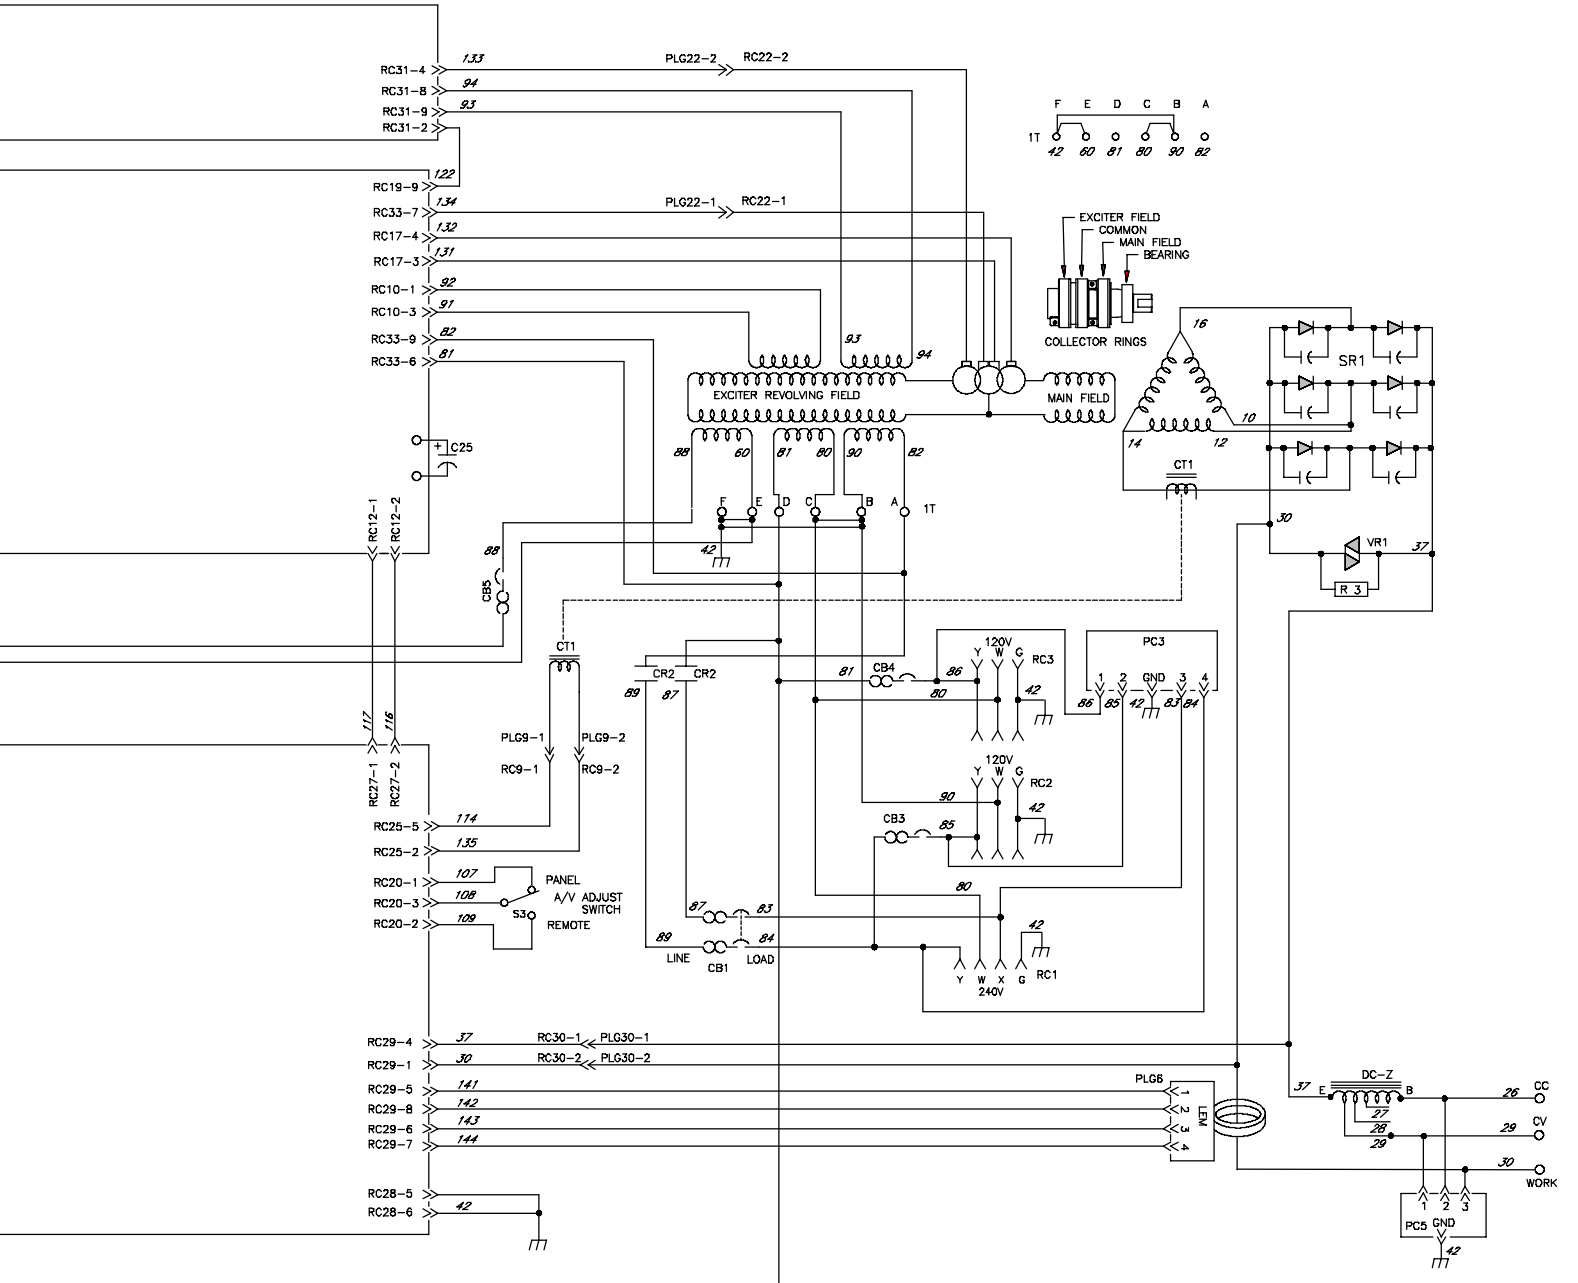 RC31-4 133 PLG22-2 RC22-2
RC31-8 94
RC31-9 93
RC31-2
F E D C B A
1T
42 60 81 80 90 82
RC19-9 122
RC33-7 134 PLG22-1 RC22-1
RC17-4 132
RC17-3 131
RC10-1 92
RC10-3 91
RC33-9 82
RC33-6 81
EXCITER FIELD
COMMON
MAIN FIELD
BEARING
COLLECTOR RINGS
93 94
EXCITER REVOLVING FIELD
MAIN FIELD
16
SR1
10
14 12
CT1
88 60 81 80 90 82
F E D C B A 1T
42
+ C25
RC12-1 RC12-2
88
CB5
30
VR1 37
R 3
CT1
CR2 CR2
89 87
81 CB4 86
80
120V
Y W G RC3
42
PC3
1 2 GND 3 4
86 85 42 83 84
117 116
RC27-1 RC27-2
PLG9-1 PLG9-2
RC9-1 RC9-2
120V
Y W G RC2
90
42
CB3 85
RC25-5 114
RC25-2 135
RC20-1 107
RC20-3 108
RC20-2 109
PANEL
A/V ADJUST
SWITCH
S3
REMOTE
80
87 83
89 84
LINE CB1 LOAD
42
RC1
Y W X G
240V
RC29-4 37 RC30-1 PLG30-1
RC29-1 30 RC30-2 PLG30-2
RC29-5 141
RC29-8 142
RC29-6 143
RC29-7 144
PLG6
1
2
3
4
LEM
DC-Z
37 E B
27
28
29
26 CC
29 CV
30
WORK
RC28-5
RC28-6 42
1 2 3
PC5 GND
42